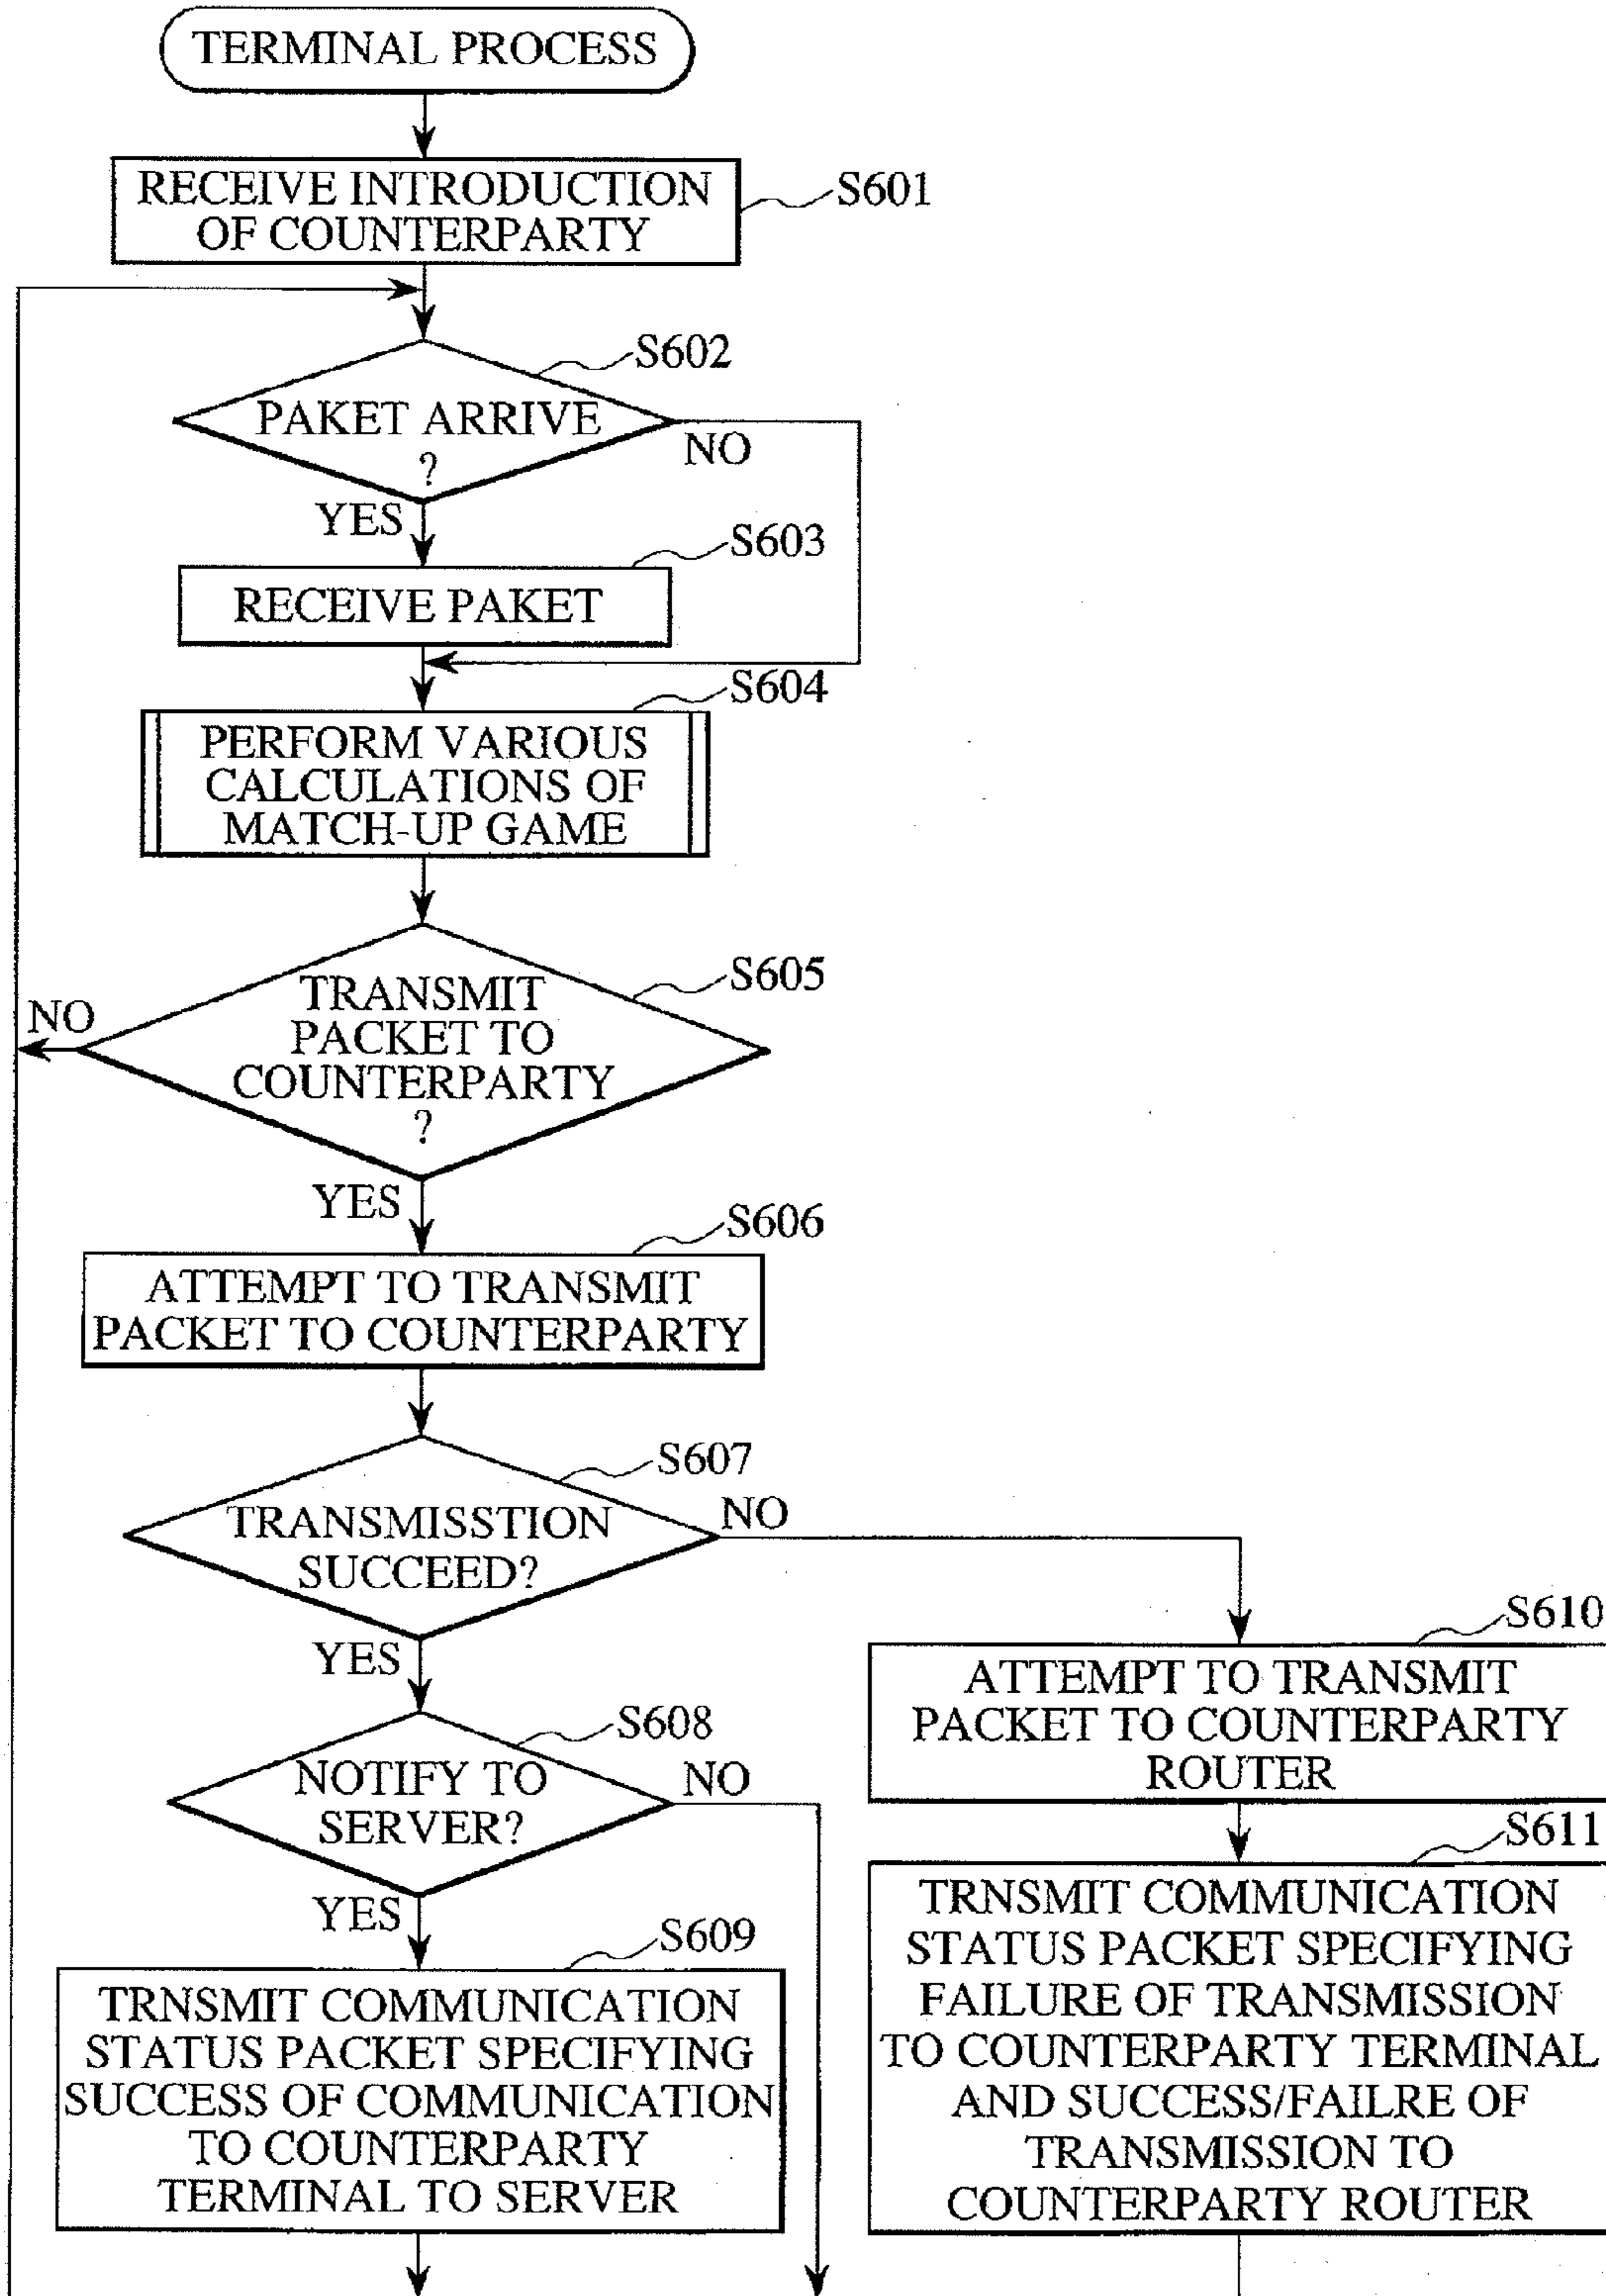 TERMINAL PROCESS
RECEIVE INTRODUCTION
OF COUNTERPARTY
S601
S602
PAKET ARRIVE
?
NO
YES
S603
RECEIVE PAKET
S604
PERFORM VARIOUS
CALCULATIONS OF
MATCH-UP GAME
S605
TRANSMIT
PACKET TO
COUNTERPARTY
?
NO
YES
S606
ATTEMPT TO TRANSMIT
PACKET TO COUNTERPARTY
S607
TRANSMISSTION
SUCCEED?
NO
YES
S610
ATTEMPT TO TRANSMIT
PACKET TO COUNTERPARTY
ROUTER
S608
NOTIFY TO
SERVER?
NO
YES
S609
TRNSMIT COMMUNICATION
STATUS PACKET SPECIFYING
SUCCESS OF COMMUNICATION
TO COUNTERPARTY
TERMINAL TO SERVER
S611
TRNSMIT COMMUNICATION
STATUS PACKET SPECIFYING
FAILURE OF TRANSMISSION
TO COUNTERPARTY TERMINAL
AND SUCCESS/FAILRE OF
TRANSMISSION TO
COUNTERPARTY ROUTER